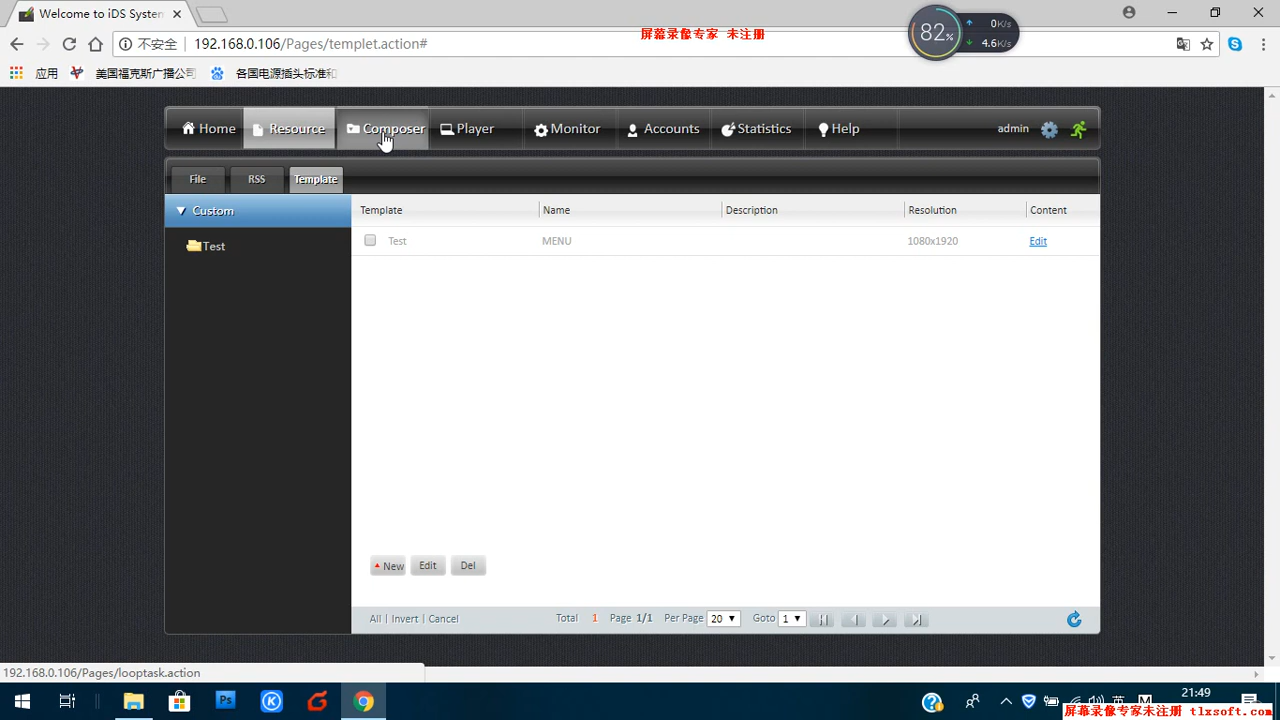 Welcome to iDS System
82%
0K/s
4.6K/s
屏幕录像专家 未注册
不安全 192.168.0.106/Pages/templet.action#
应用 美国福克斯广播公司 各国电源插头标准和
Home Resource Composer Player Monitor Accounts Statistics Help admin
File RSS Template
Custom
Test
Template Name Description Resolution Content
Test MENU 1080x1920 Edit
New Edit Del
All | Invert | Cancel Total 1 Page 1/1 Per Page 20 Goto 1
192.168.0.106/Pages/looptask.action
Ps K 英 M 21:49
屏幕录像专家未注册 tlxsoft.com